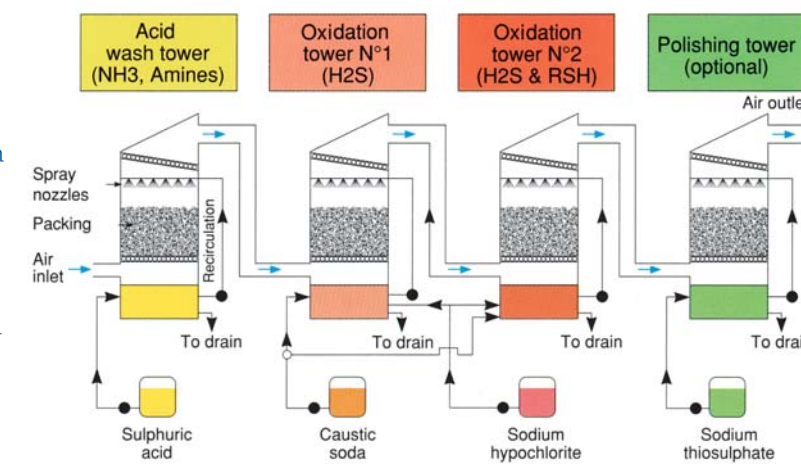 Acid
wash tower
(NH3, Amines)
Oxidation
tower N°1
(H2S)
Oxidation
tower N°2
(H2S & RSH)
Polishing tower
(optional)
Air outle
Spray
nozzles
Packing
Air
inlet
Recirculation
To drain
To drain
To drain
To drai
Sulphuric
acid
Caustic
soda
Sodium
hypochlorite
Sodium
thiosulphate